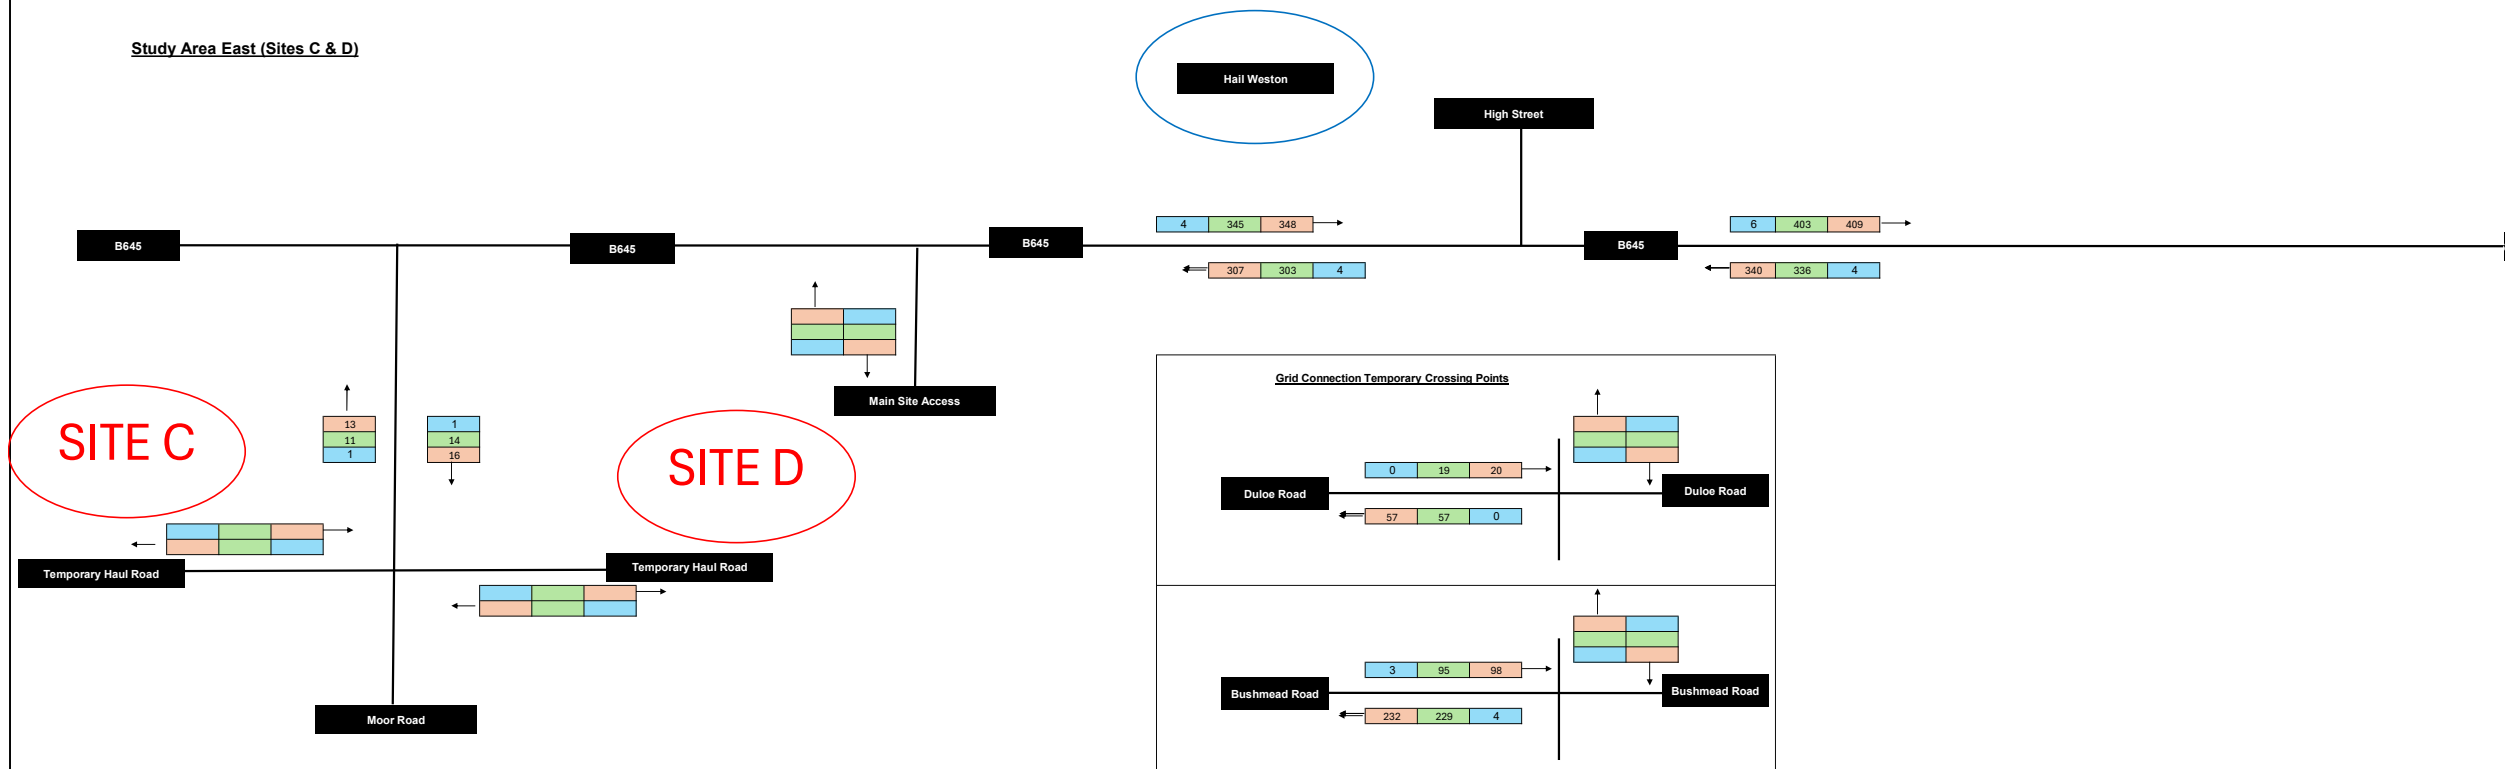 Study Area East (Sites C & D)
Hail Weston
High Street
B645
B645
B645
B645
4 345 348
307 303 4
6 403 409
340 336 4
Main Site Access
SITE C
SITE D
13
11
1
1
14
16
Temporary Haul Road
Temporary Haul Road
Moor Road
Grid Connection Temporary Crossing Points
0 19 20
Duloe Road
Duloe Road
57 57 0
3 95 98
Bushmead Road
Bushmead Road
232 229 4